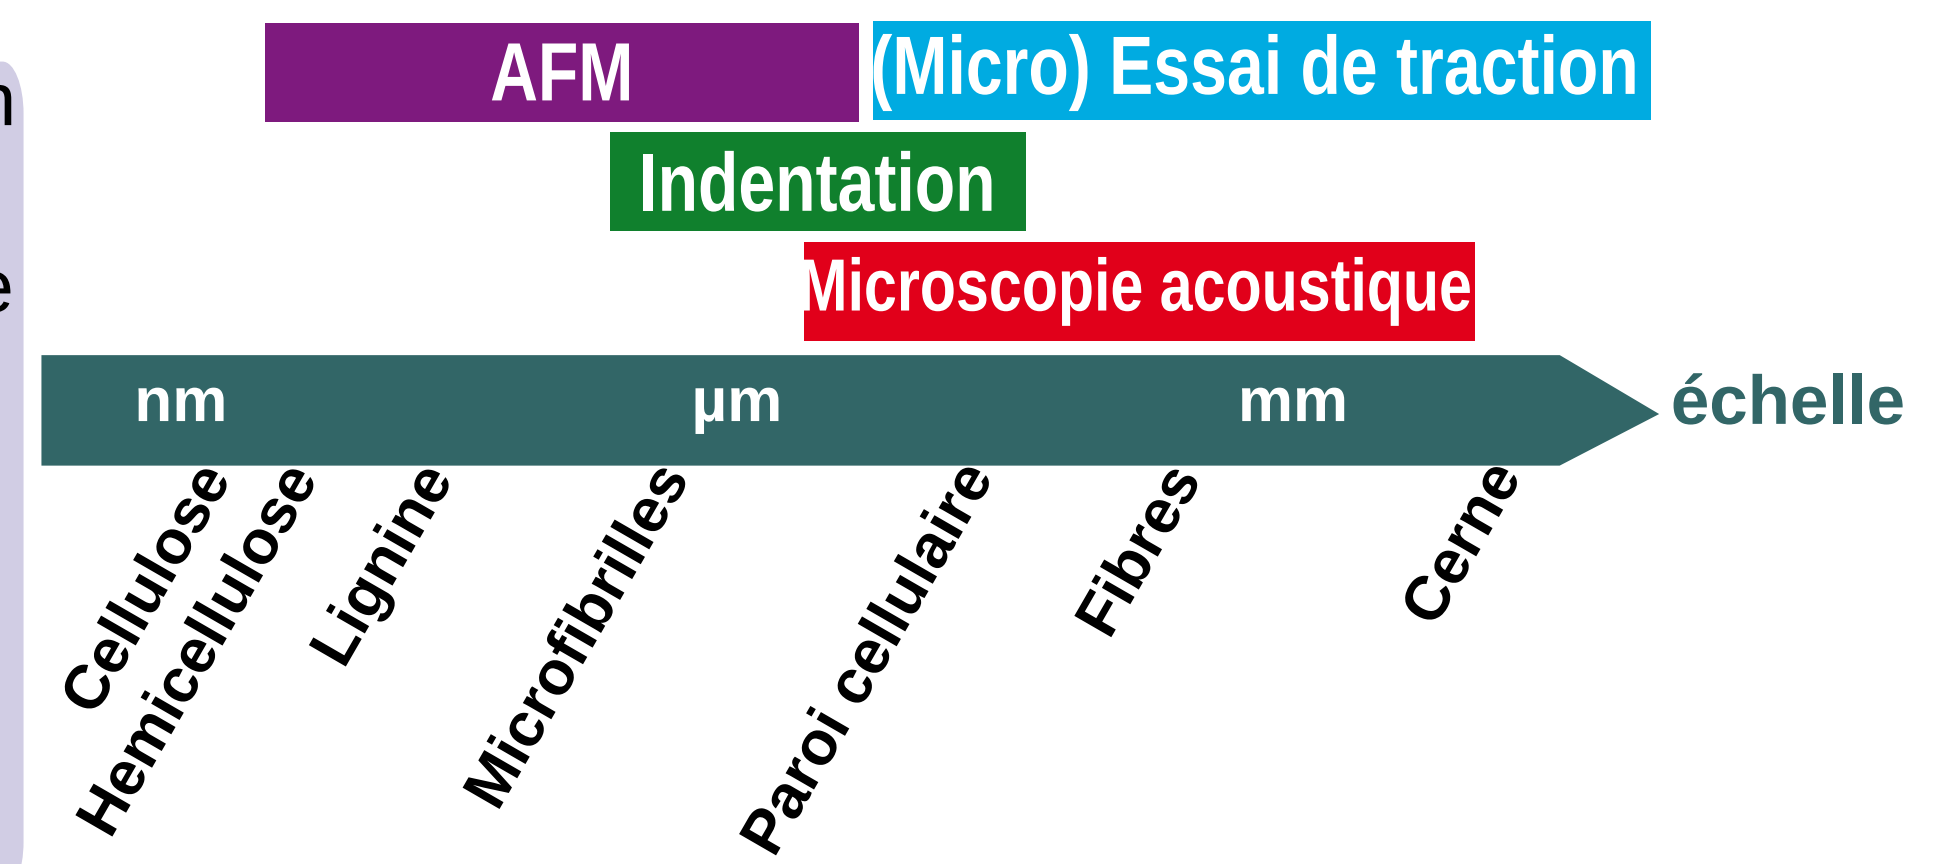 AFM
(Micro) Essai de traction
Indentation
Microscopie acoustique
nm
µm
mm
échelle
Cellulose
Hemicellulose
Lignine
Microfibrilles
Paroi cellulaire
Fibres
Cerne